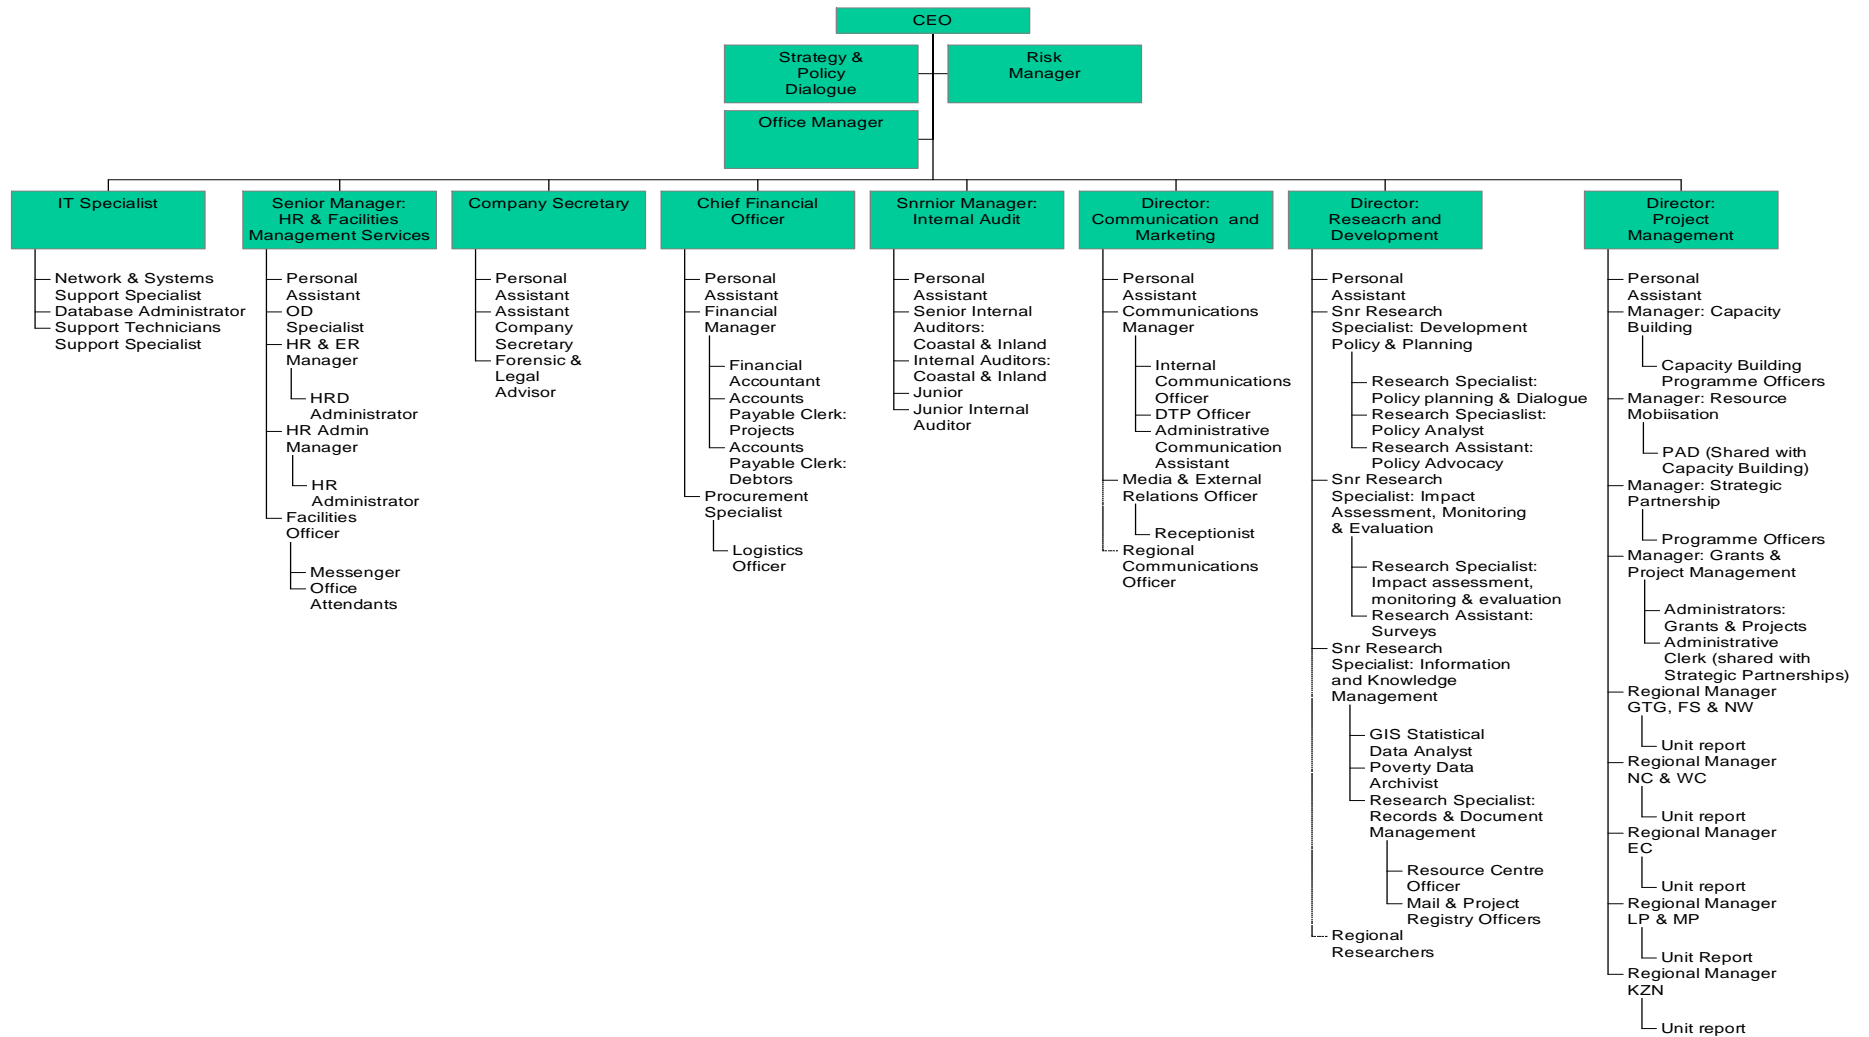 CEO
Strategy &
Policy
Dialogue
Risk
Manager
Office Manager
IT Specialist
Network & Systems
Support Specialist
Database Administrator
Support Technicians
Support Specialist
Senior Manager:
HR & Facilities
Management Services
Personal
Assistant
OD
Specialist
HR & ER
Manager
HRD
Administrator
HR Admin
Manager
HR
Administrator
Facilities
Officer
Messenger
Office
Attendants
Company Secretary
Personal
Assistant
Assistant
Company
Secretary
Forensic &
Legal
Advisor
Chief Financial
Officer
Personal
Assistant
Financial
Manager
Financial
Accountant
Accounts
Payable Clerk:
Projects
Accounts
Payable Clerk:
Debtors
Procurement
Specialist
Logistics
Officer
Snrnior Manager:
Internal Audit
Personal
Assistant
Senior Internal
Auditors:
Coastal & Inland
Internal Auditors:
Coastal & Inland
Junior
Junior Internal
Auditor
Director:
Communication and
Marketing
Personal
Assistant
Communications
Manager
Internal
Communications
Officer
DTP Officer
Administrative
Communication
Assistant
Media & External
Relations Officer
Receptionist
Regional
Communications
Officer
Director:
Reseacrh and
Development
Personal
Assistant
Snr Research
Specialist: Development
Policy & Planning
Research Specialist:
Policy planning & Dialogue
Research Speciaslist:
Policy Analyst
Research Assistant:
Policy Advocacy
Snr Research
Specialist: Impact
Assessment, Monitoring
& Evaluation
Research Specialist:
Impact assessment,
monitoring & evaluation
Research Assistant:
Surveys
Snr Research
Specialist: Information
and Knowledge
Management
GIS Statistical
Data Analyst
Poverty Data
Archivist
Research Specialist:
Records & Document
Management
Resource Centre
Officer
Mail & Project
Registry Officers
Regional
Researchers
Director:
Project
Management
Personal
Assistant
Manager: Capacity
Building
Capacity Building
Programme Officers
Manager: Resource
Mobiisation
PAD (Shared with
Capacity Building)
Manager: Strategic
Partnership
Programme Officers
Manager: Grants &
Project Management
Administrators:
Grants & Projects
Administrative
Clerk (shared with
Strategic Partnerships)
Regional Manager
GTG, FS & NW
Unit report
Regional Manager
NC & WC
Unit report
Regional Manager
EC
Unit report
Regional Manager
LP & MP
Unit Report
Regional Manager
KZN
Unit report